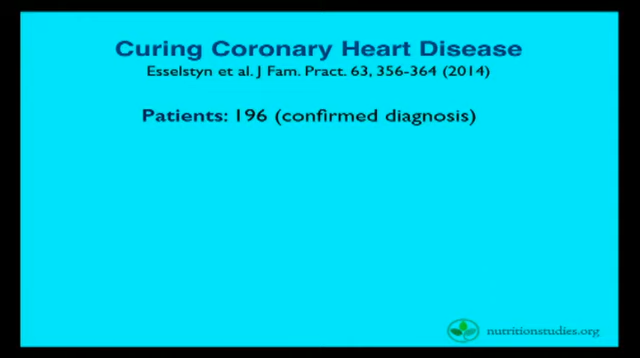 Curing Coronary Heart Disease
Esselstyn et al. J Fam. Pract. 63, 356-364 (2014)
Patients: 196 (confirmed diagnosis)
nutritionstudies.org